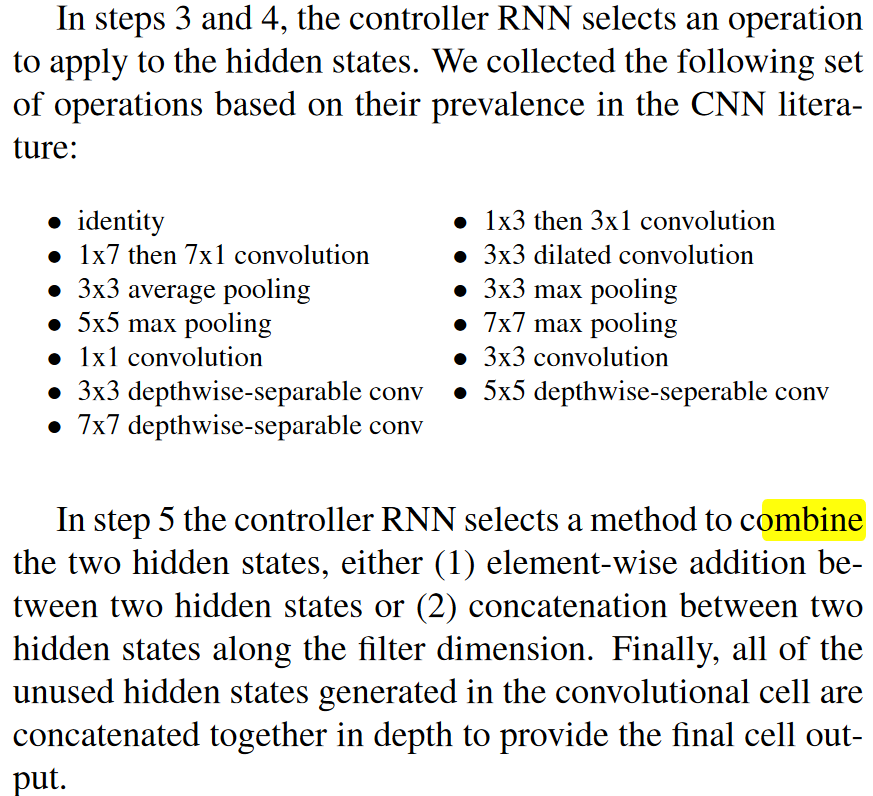 In steps 3 and 4, the controller RNN selects an operation
to apply to the hidden states. We collected the following set
of operations based on their prevalence in the CNN litera-
ture:
• identity
• 1x7 then 7x1 convolution
• 3x3 average pooling
• 5x5 max pooling
• 1x1 convolution
• 3x3 depthwise-separable conv
• 7x7 depthwise-separable conv
• 1x3 then 3x1 convolution
• 3x3 dilated convolution
• 3x3 max pooling
• 7x7 max pooling
• 3x3 convolution
• 5x5 depthwise-seperable conv
In step 5 the controller RNN selects a method to combine
the two hidden states, either (1) element-wise addition be-
tween two hidden states or (2) concatenation between two
hidden states along the filter dimension. Finally, all of the
unused hidden states generated in the convolutional cell are
concatenated together in depth to provide the final cell out-
put.